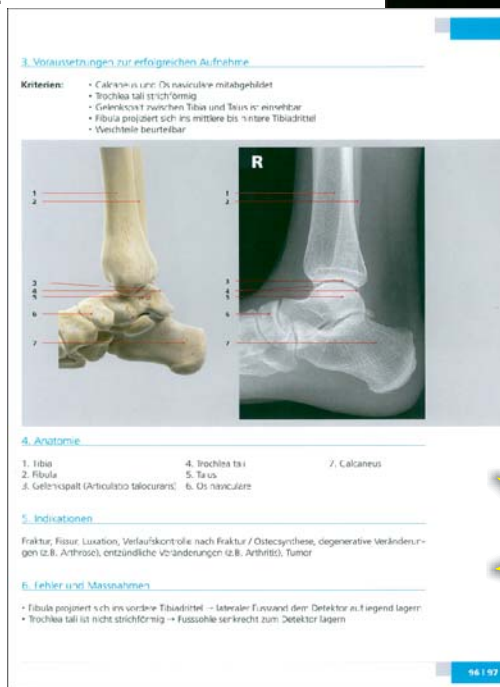 3. Voraussetzungen zur erfolgreichen Aufnahme
Kriterien:
• Calcaneus und Os naviculare mitabgebildet
• Trochlea tali strichförmig
• Gelenkspalt zwischen Tibia und Talus ist einsehbar
• Fibula projiziert sich ins mittlere bis hintere Tibiadrittel
• Weichteile beurteilbar
R
1
2
3
4
5
6
7
1
2
3
4
5
6
7
4. Anatomie
1. Tibia
2. Fibula
3. Gelenkspalt (Articulatio talocruralis)
4. Trochlea tali
5. Talus
6. Os naviculare
7. Calcaneus
5. Indikationen
Fraktur, Fissur, Luxation, Verlaufskontrolle nach Fraktur / Osteosynthese, degenerative Veränderun-
gen (z.B. Arthrose), entzündliche Veränderungen (z.B. Arthritis), Tumor
6. Fehler und Massnahmen
• Fibula projiziert sich ins vordere Tibiadrittel → lateraler Fussrand dem Detektor aufliegend lagern
• Trochlea tali ist nicht strichförmig → Fusssohle senkrecht zum Detektor lagern
96 | 97